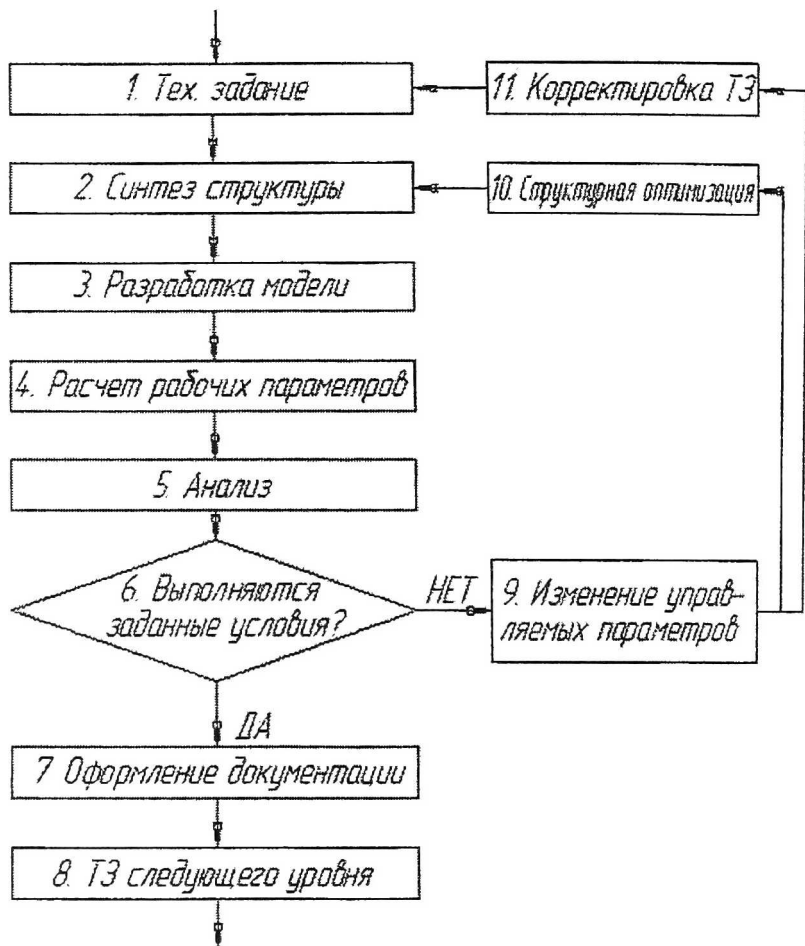 1. Тех. задание
11. Корректировка ТЗ
2. Синтез структуры
10. Структурная оптимизация
3. Разработка модели
4. Расчет рабочих параметров
5. Анализ
6. Выполняются
заданные условия?
НЕТ
9. Изменение управ-
ляемых параметров
ДА
7 Оформление документации
8. ТЗ следующего уровня